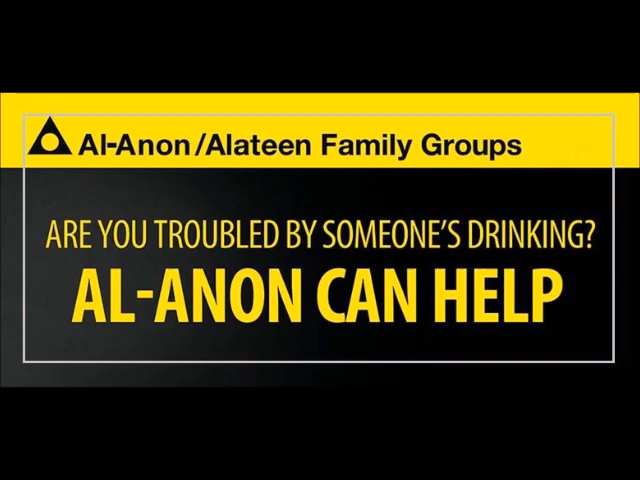 Al-Anon/Alateen Family Groups
ARE YOU TROUBLED BY SOMEONE'S DRINKING?
AL-ANON CAN HELP